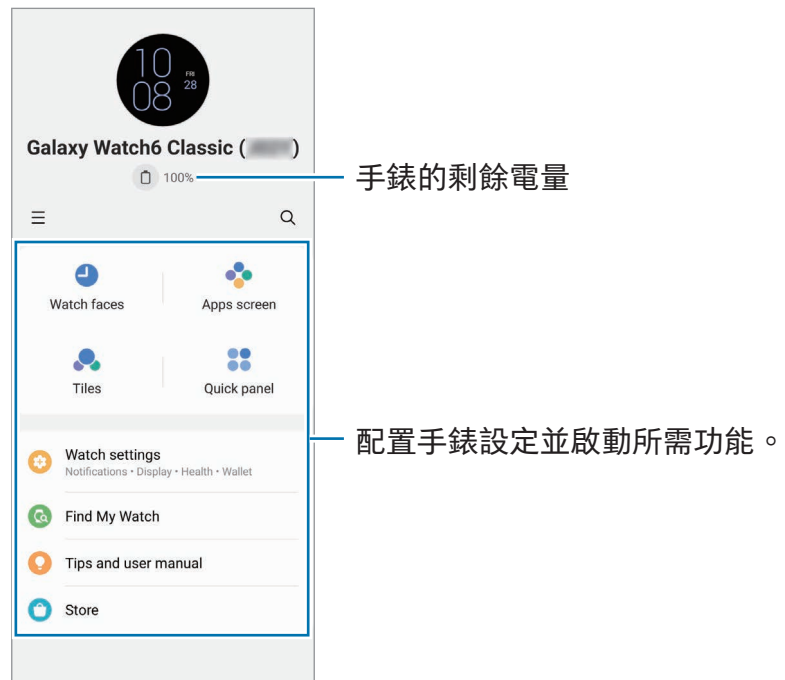 10
08
FRI
28
Galaxy Watch6 Classic ( )
100%
手錶的剩餘電量
Watch faces
Apps screen
Tiles
Quick panel
配置手錶設定並啟動所需功能。
Watch settings
Notifications • Display • Health • Wallet
Find My Watch
Tips and user manual
Store